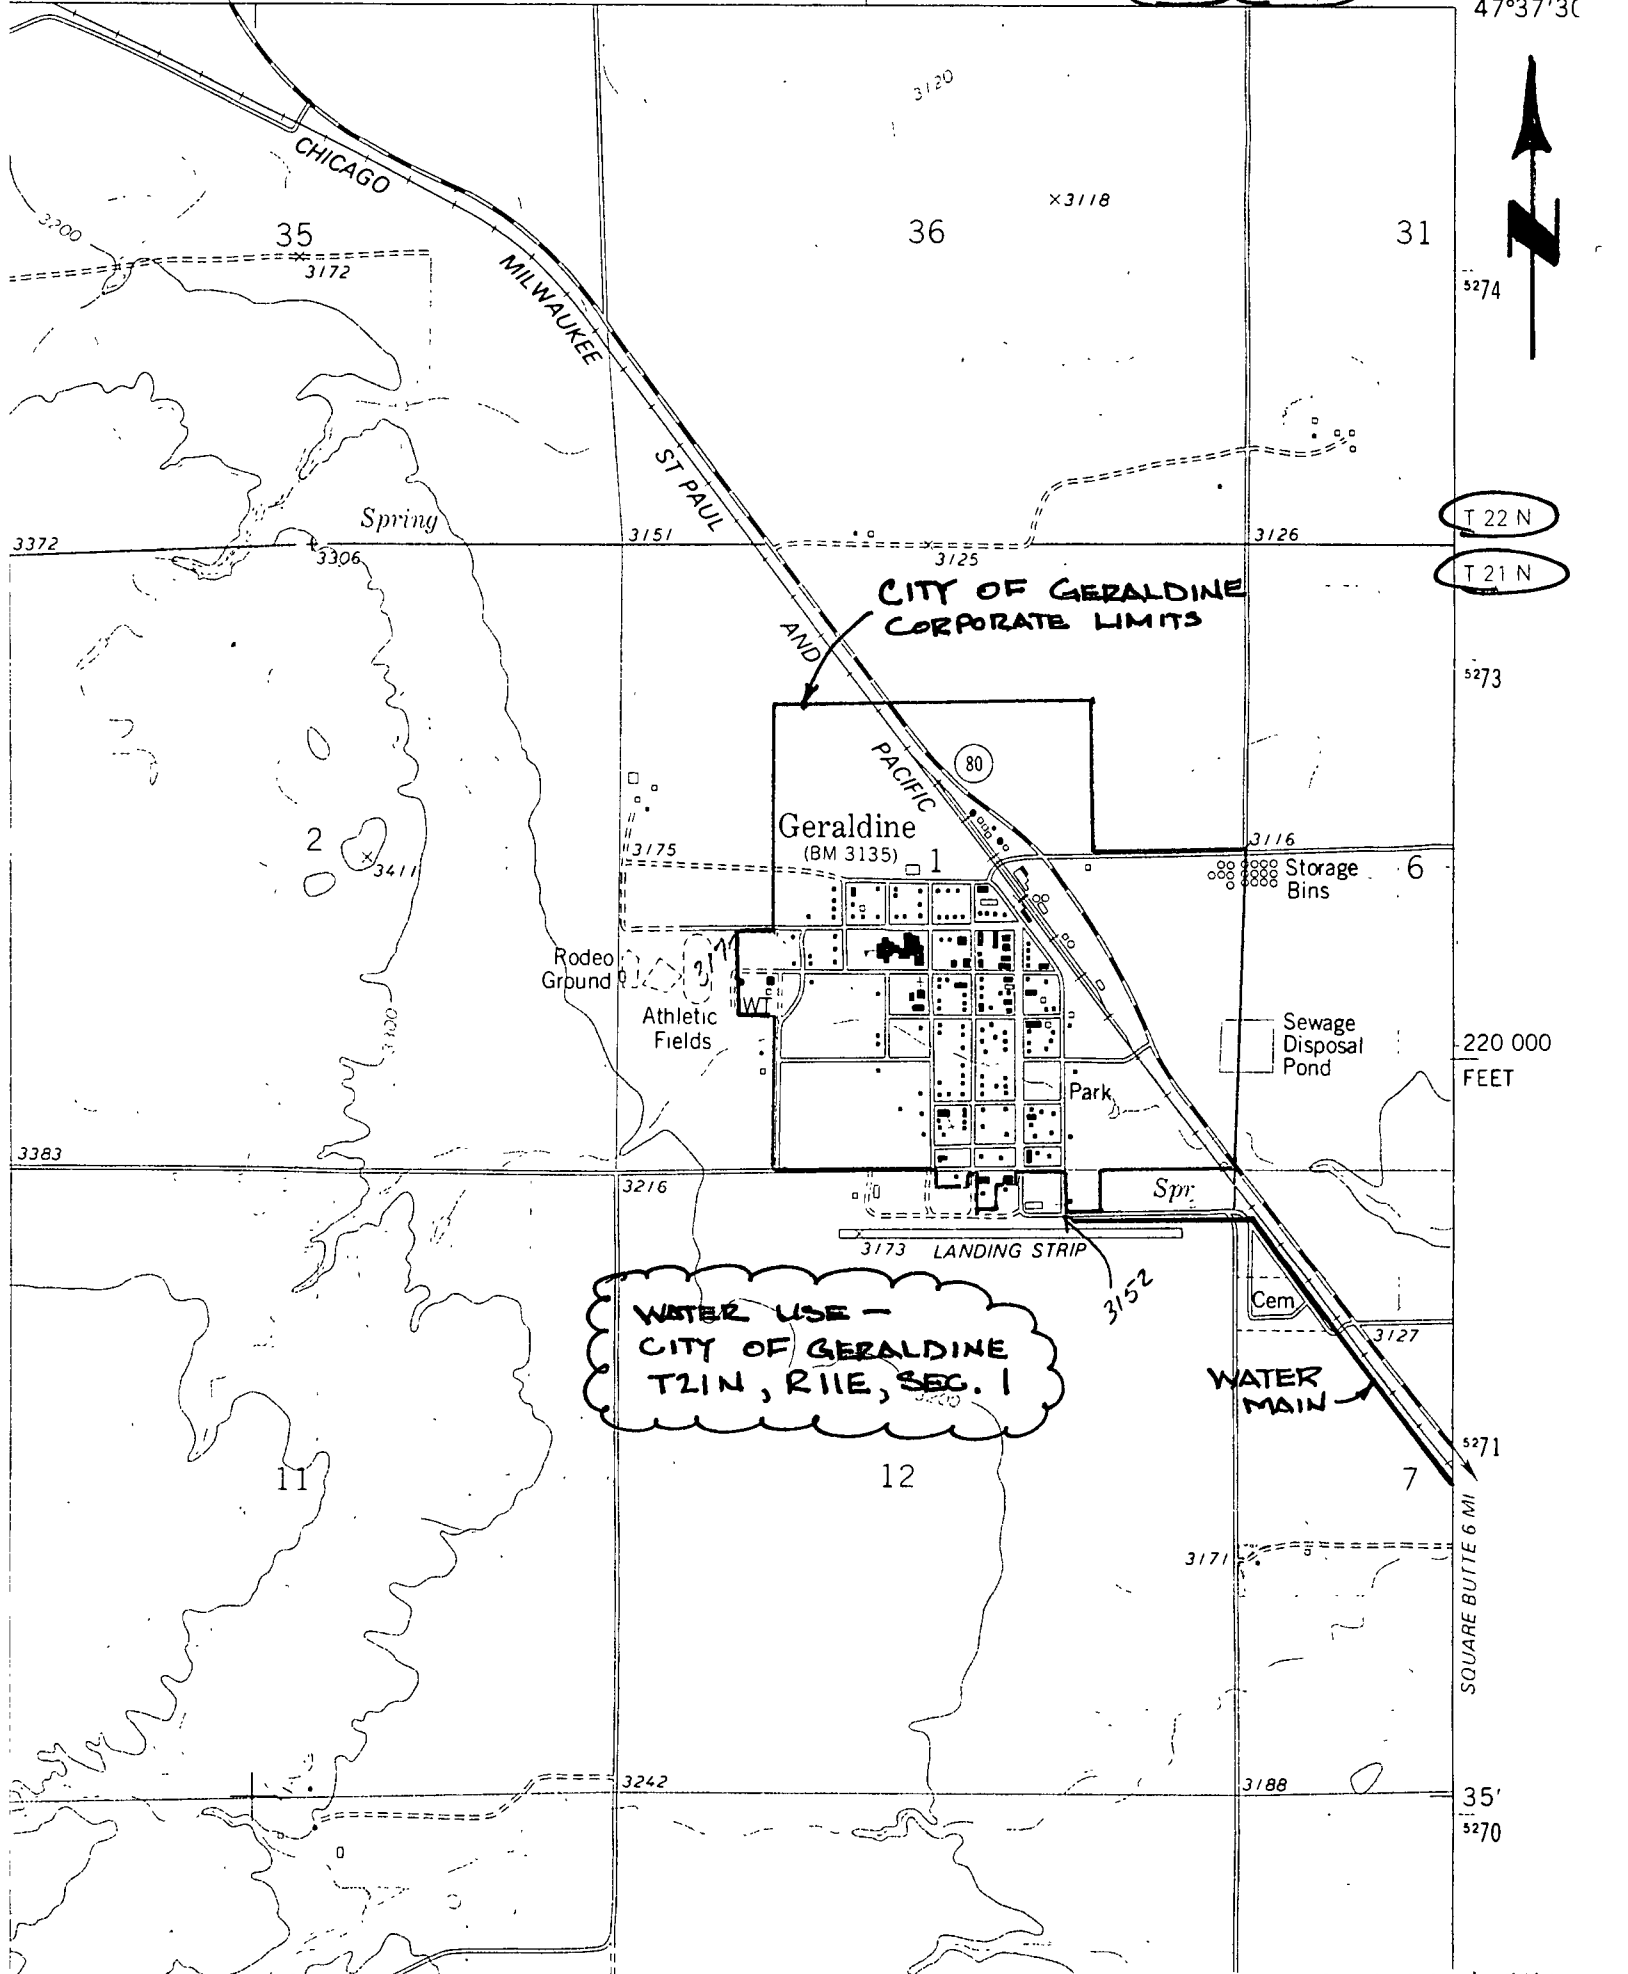 47°37'30
3120
×3118
CHICAGO
3200
35
36
31
3172
MILWAUKEE
5274
ST PAUL
Spring
T 22 N
3372
3306
3151
3125
3126
T 21 N
CITY OF GERALDINE
CORPORATE LIMITS
AND
5273
PACIFIC
80
Geraldine
(BM 3135)
1
2
3411
3175
3116
Storage
Bins
6
Rodeo
Ground
Athletic
Fields
WT
3300
Sewage
Disposal
Pond
220 000
FEET
Park
3383
3216
Spr
3173
LANDING STRIP
3152
Cem
3127
WATER USE —
CITY OF GERALDINE
T21N, R11E, SEC. 1
3200
WATER
MAIN
5271
11
12
7
SQUARE BUTTE 6 MI
3171
3242
3188
35'
5270